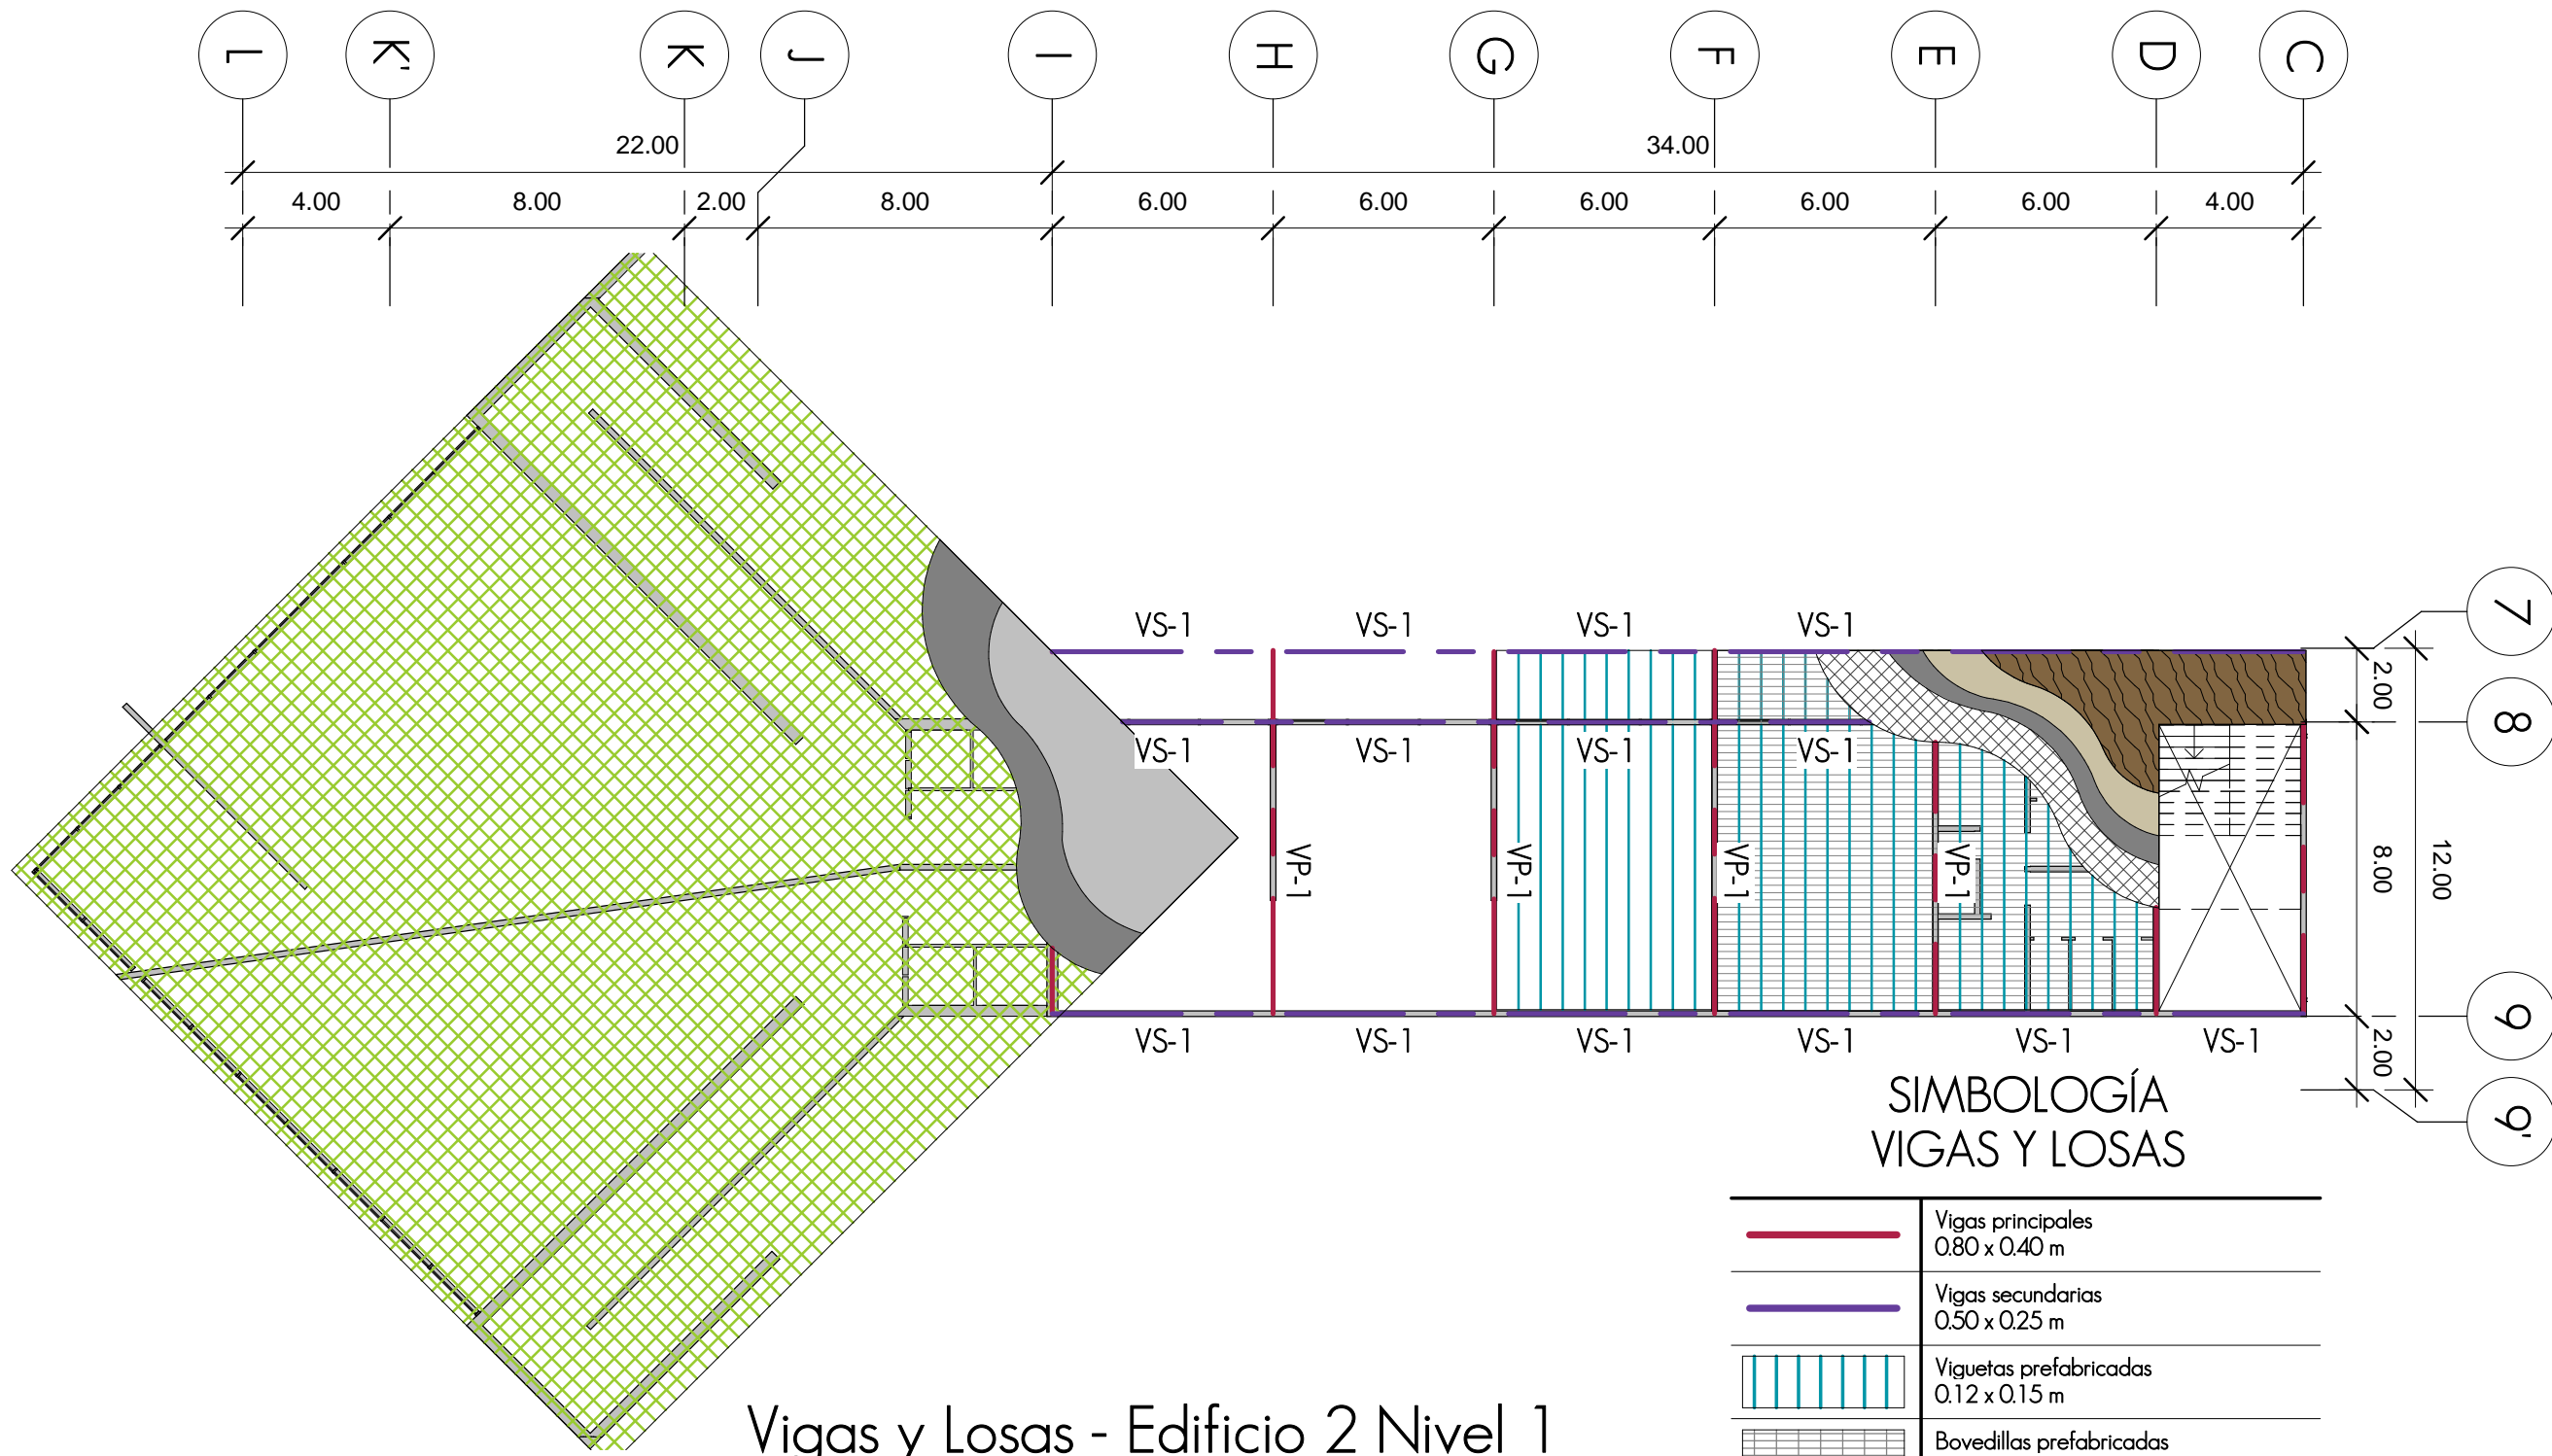 L K' K J I H G F E D C
22.00 34.00
4.00 8.00 2.00 8.00 6.00 6.00 6.00 6.00 6.00 4.00
7
VS-1 VS-1 VS-1 VS-1
2.00
8
VS-1 VS-1 VS-1 VS-1
VP-1 VP-1 VP-1 VP-1
8.00
12.00
9
VS-1 VS-1 VS-1 VS-1 VS-1 VS-1
2.00
9'
SIMBOLOGÍA
VIGAS Y LOSAS
Vigas principales
0.80 x 0.40 m
Vigas secundarias
0.50 x 0.25 m
Viguetas prefabricadas
0.12 x 0.15 m
Bovedillas prefabricadas
Vigas y Losas - Edificio 2 Nivel 1